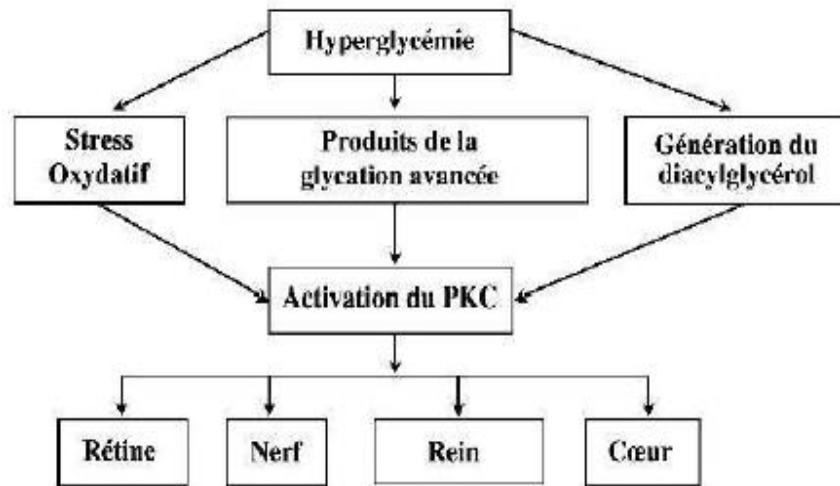 Hyperglycémie
Stress
Oxydatif
Produits de la
glycation avancée
Génération du
diacylglycérol
Activation du PKC
Rétine
Nerf
Rein
Cœur